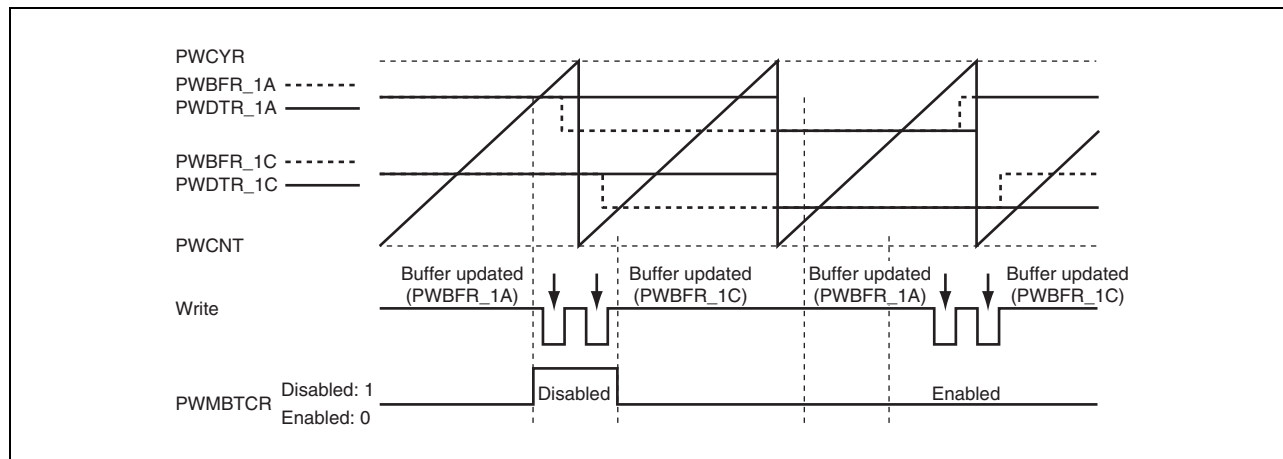 PWCYR
PWBFR_1A
PWDTR_1A
PWBFR_1C
PWDTR_1C
PWCNT
Buffer updated
(PWBFR_1A)
Buffer updated
(PWBFR_1C)
Buffer updated
(PWBFR_1A)
Buffer updated
(PWBFR_1C)
Write
PWMBTCR
Disabled: 1
Enabled: 0
Disabled
Enabled